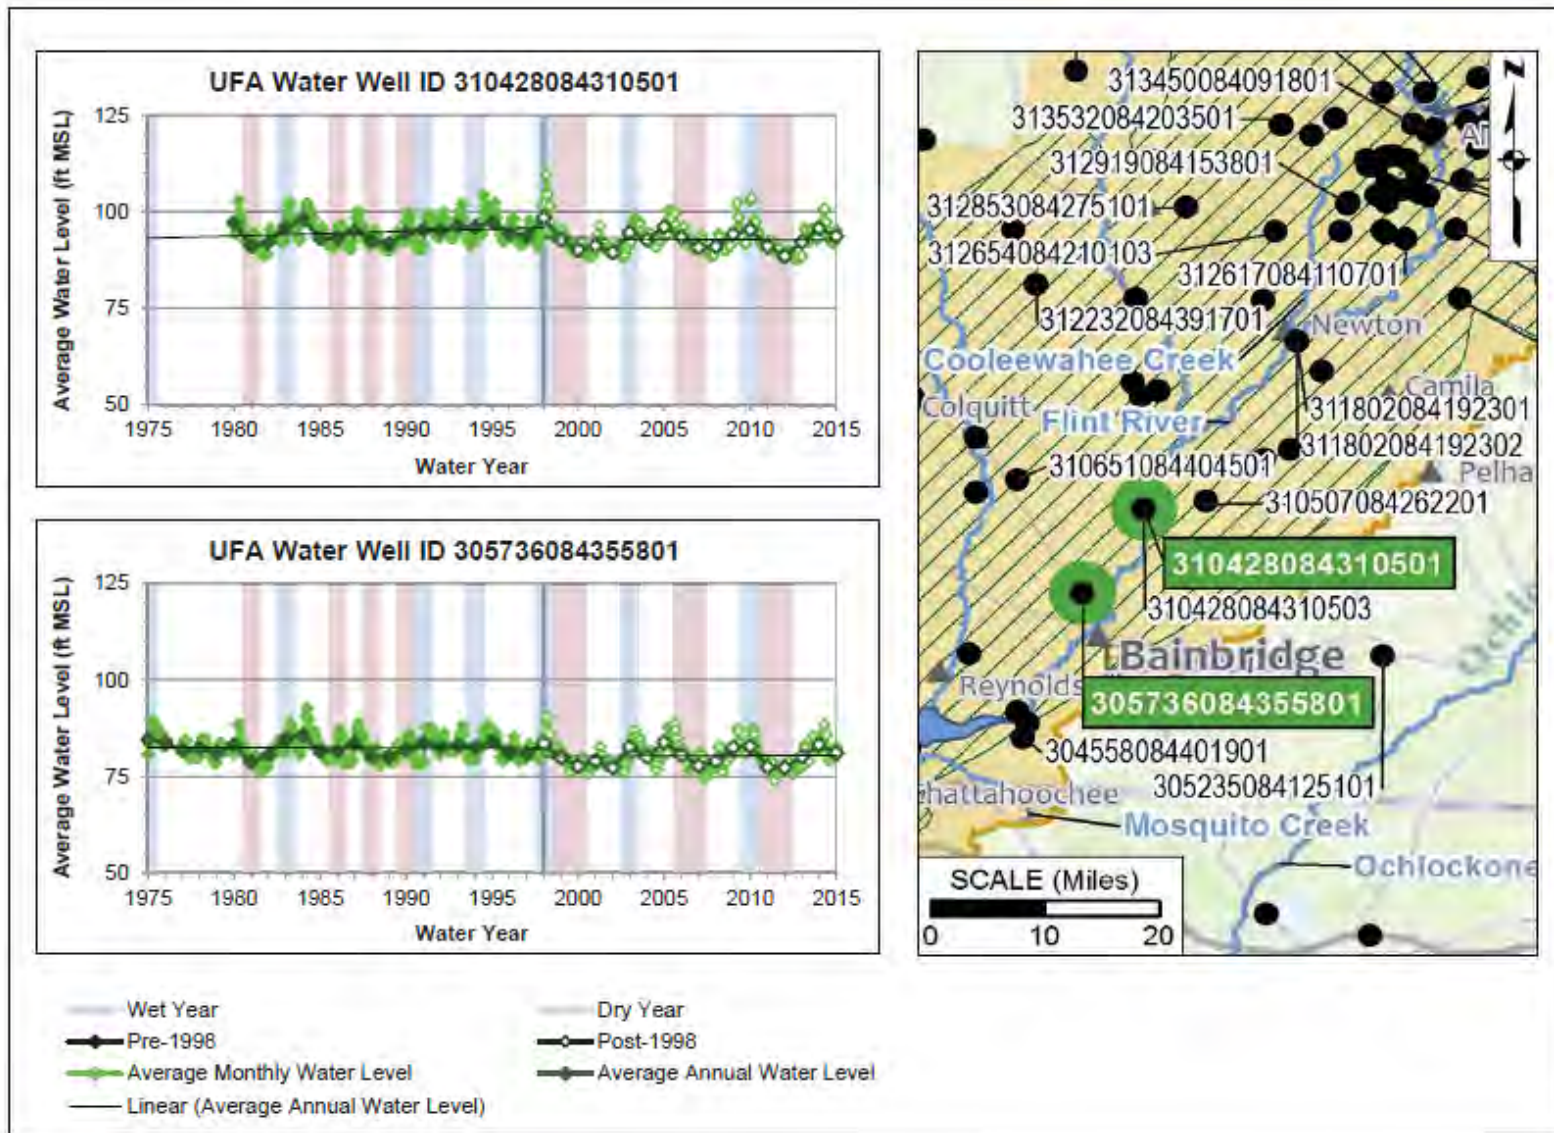 UFA Water Well ID 310428084310501
Average Water Level (ft MSL)
125
100
75
50
1975 1980 1985 1990 1995 2000 2005 2010 2015
Water Year
UFA Water Well ID 305736084355801
Average Water Level (ft MSL)
125
100
75
50
1975 1980 1985 1990 1995 2000 2005 2010 2015
Water Year
Wet Year
Dry Year
Pre-1998
Post-1998
Average Monthly Water Level
Average Annual Water Level
Linear (Average Annual Water Level)
N
313450084091801
313532084203501
Al
312919084153801
312853084275101
312654084210103
312617084110701
312232084391701
Newton
Cooleewahee Creek
Camila
Colquitt
311802084192301
Flint River
311802084192302
310651084404501
Pelha
310507084262201
310428084310501
310428084310503
Bainbridge
Reynolds
305736084355801
304558084401901
305235084125101
hattahoochee
Mosquito Creek
Ochlockone
SCALE (Miles)
0 10 20